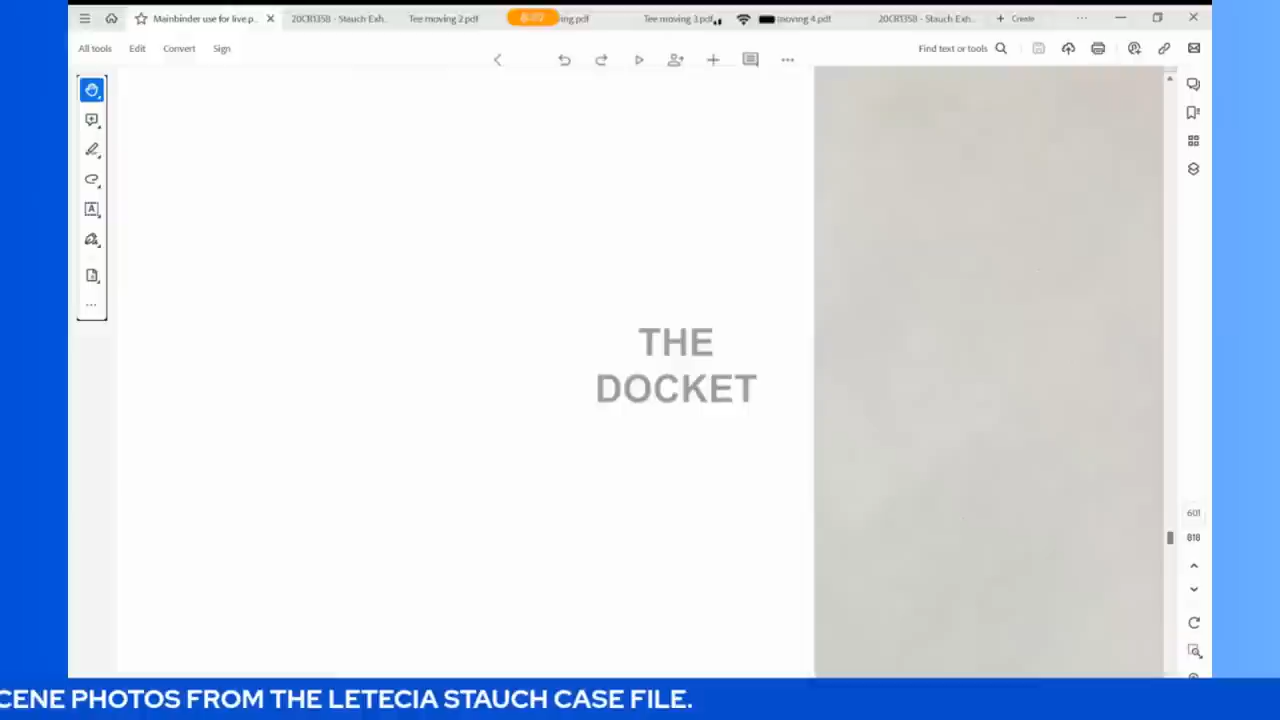 Mainbinder use for live p...
20CR1358 - Stauch Exh...
Tee moving 2.pdf
ing.pdf
Tee moving 3.pdf
moving 4.pdf
20CR1358 - Stauch Exh...
+ Create
All tools
Edit
Convert
Sign
Find text or tools
THE
DOCKET
601
818
CENE PHOTOS FROM THE LETECIA STAUCH CASE FILE.